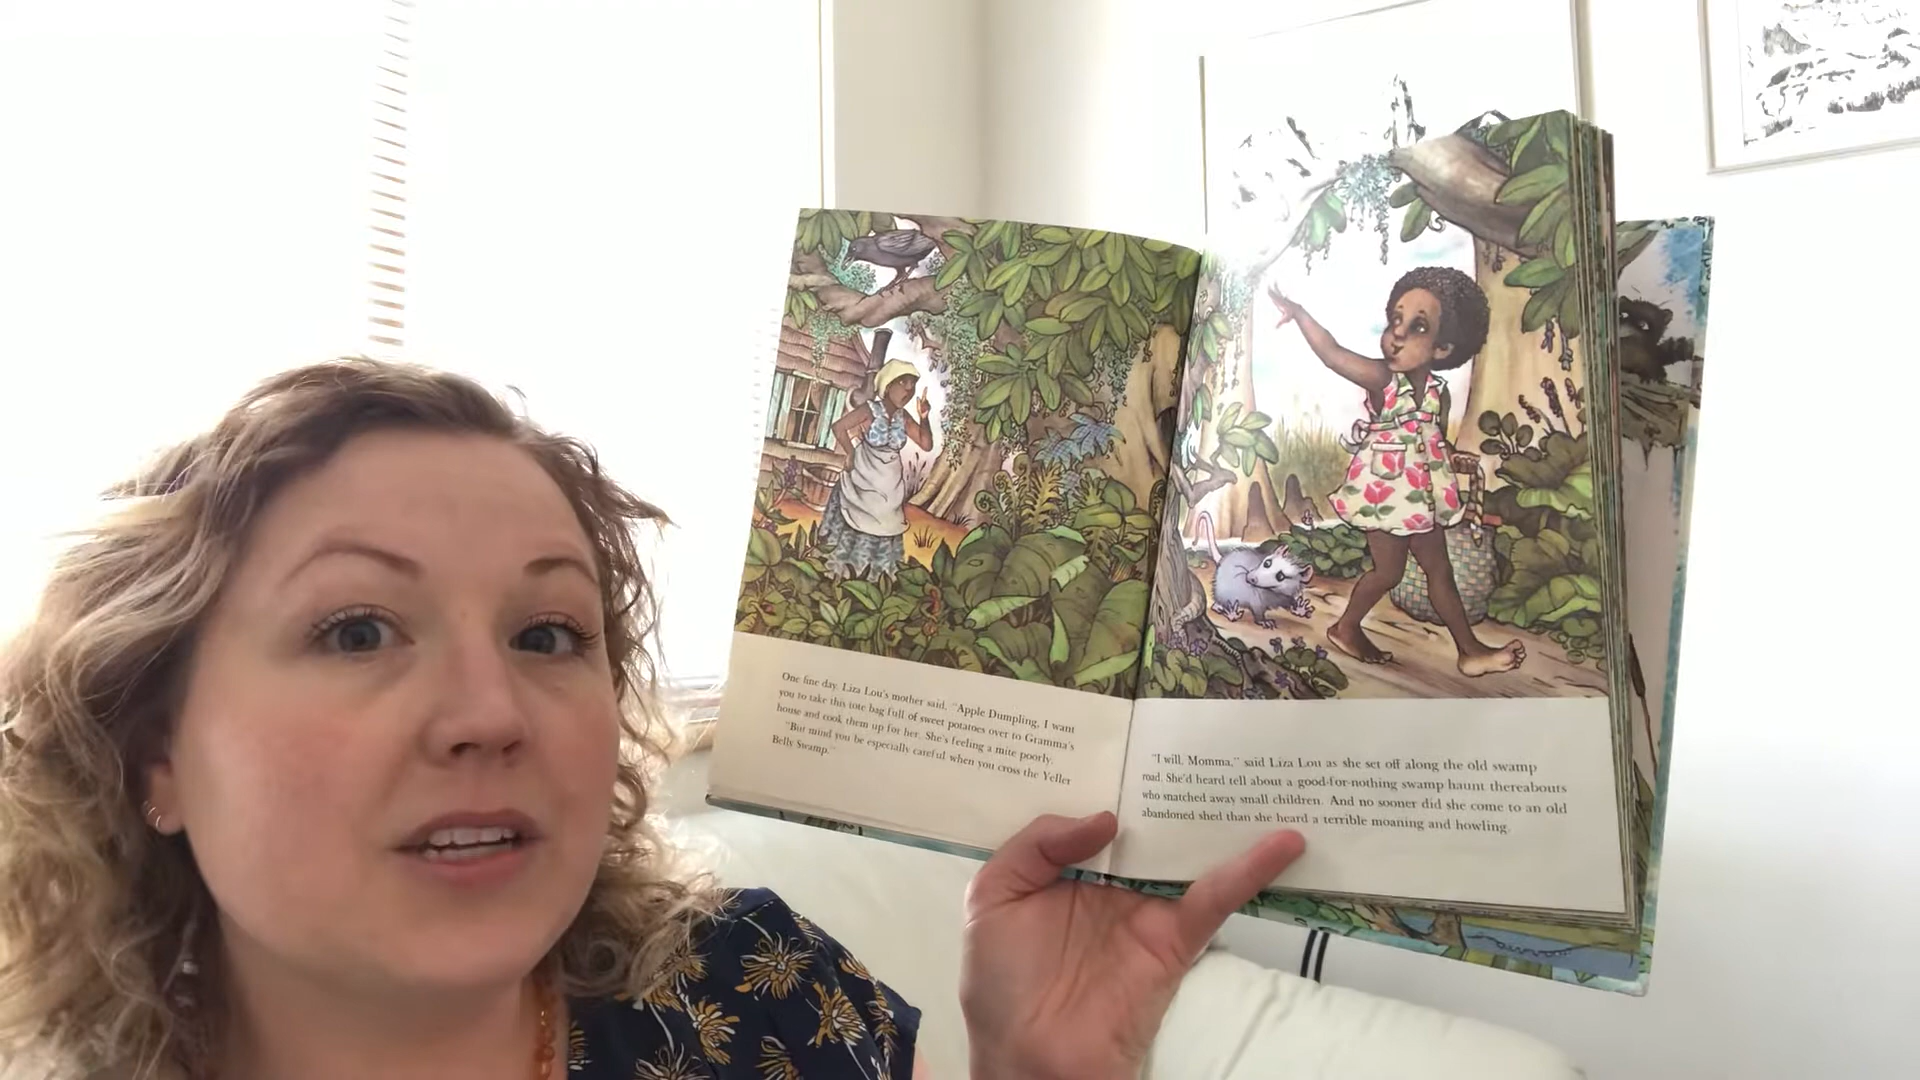 One fine day, Liza Lou's mother said, "Apple Dumpling, I want
you to take this tote bag full of sweet potatoes over to Gramma's
house and cook them up for her. She's feeling a mite poorly.
"But mind you be especially careful when you cross the Yeller
Belly Swamp."
"I will, Momma," said Liza Lou as she set off along the old swamp
road. She'd heard tell about a good-for-nothing swamp haunt thereabouts
who snatched away small children. And no sooner did she come to an old
abandoned shed than she heard a terrible moaning and howling.